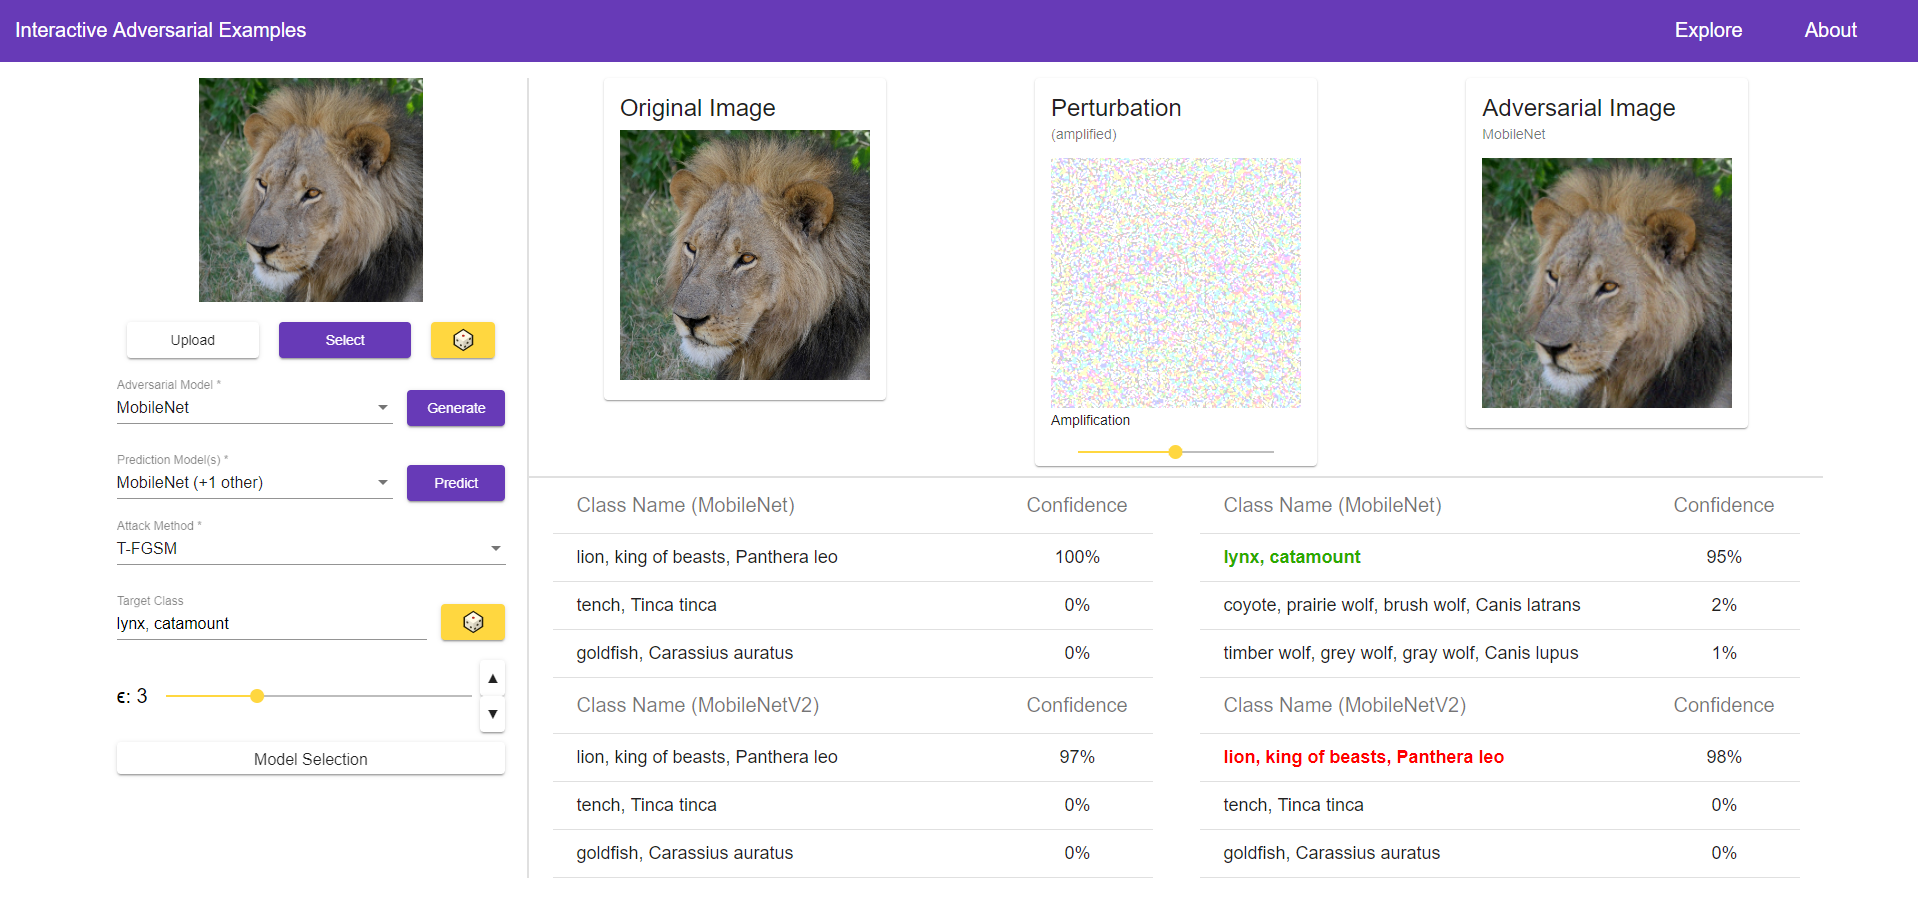 Interactive Adversarial Examples
Explore
About
Upload
Select
Adversarial Model *
MobileNet
Generate
Prediction Model(s) *
MobileNet (+1 other)
Predict
Attack Method *
T-FGSM
Target Class
lynx, catamount
ϵ: 3
▲
▼
Model Selection
Original Image
Perturbation
(amplified)
Amplification
Adversarial Image
MobileNet
Class Name (MobileNet) Confidence
lion, king of beasts, Panthera leo 100%
tench, Tinca tinca 0%
goldfish, Carassius auratus 0%
Class Name (MobileNetV2) Confidence
lion, king of beasts, Panthera leo 97%
tench, Tinca tinca 0%
goldfish, Carassius auratus 0%
Class Name (MobileNet) Confidence
lynx, catamount 95%
coyote, prairie wolf, brush wolf, Canis latrans 2%
timber wolf, grey wolf, gray wolf, Canis lupus 1%
Class Name (MobileNetV2) Confidence
lion, king of beasts, Panthera leo 98%
tench, Tinca tinca 0%
goldfish, Carassius auratus 0%